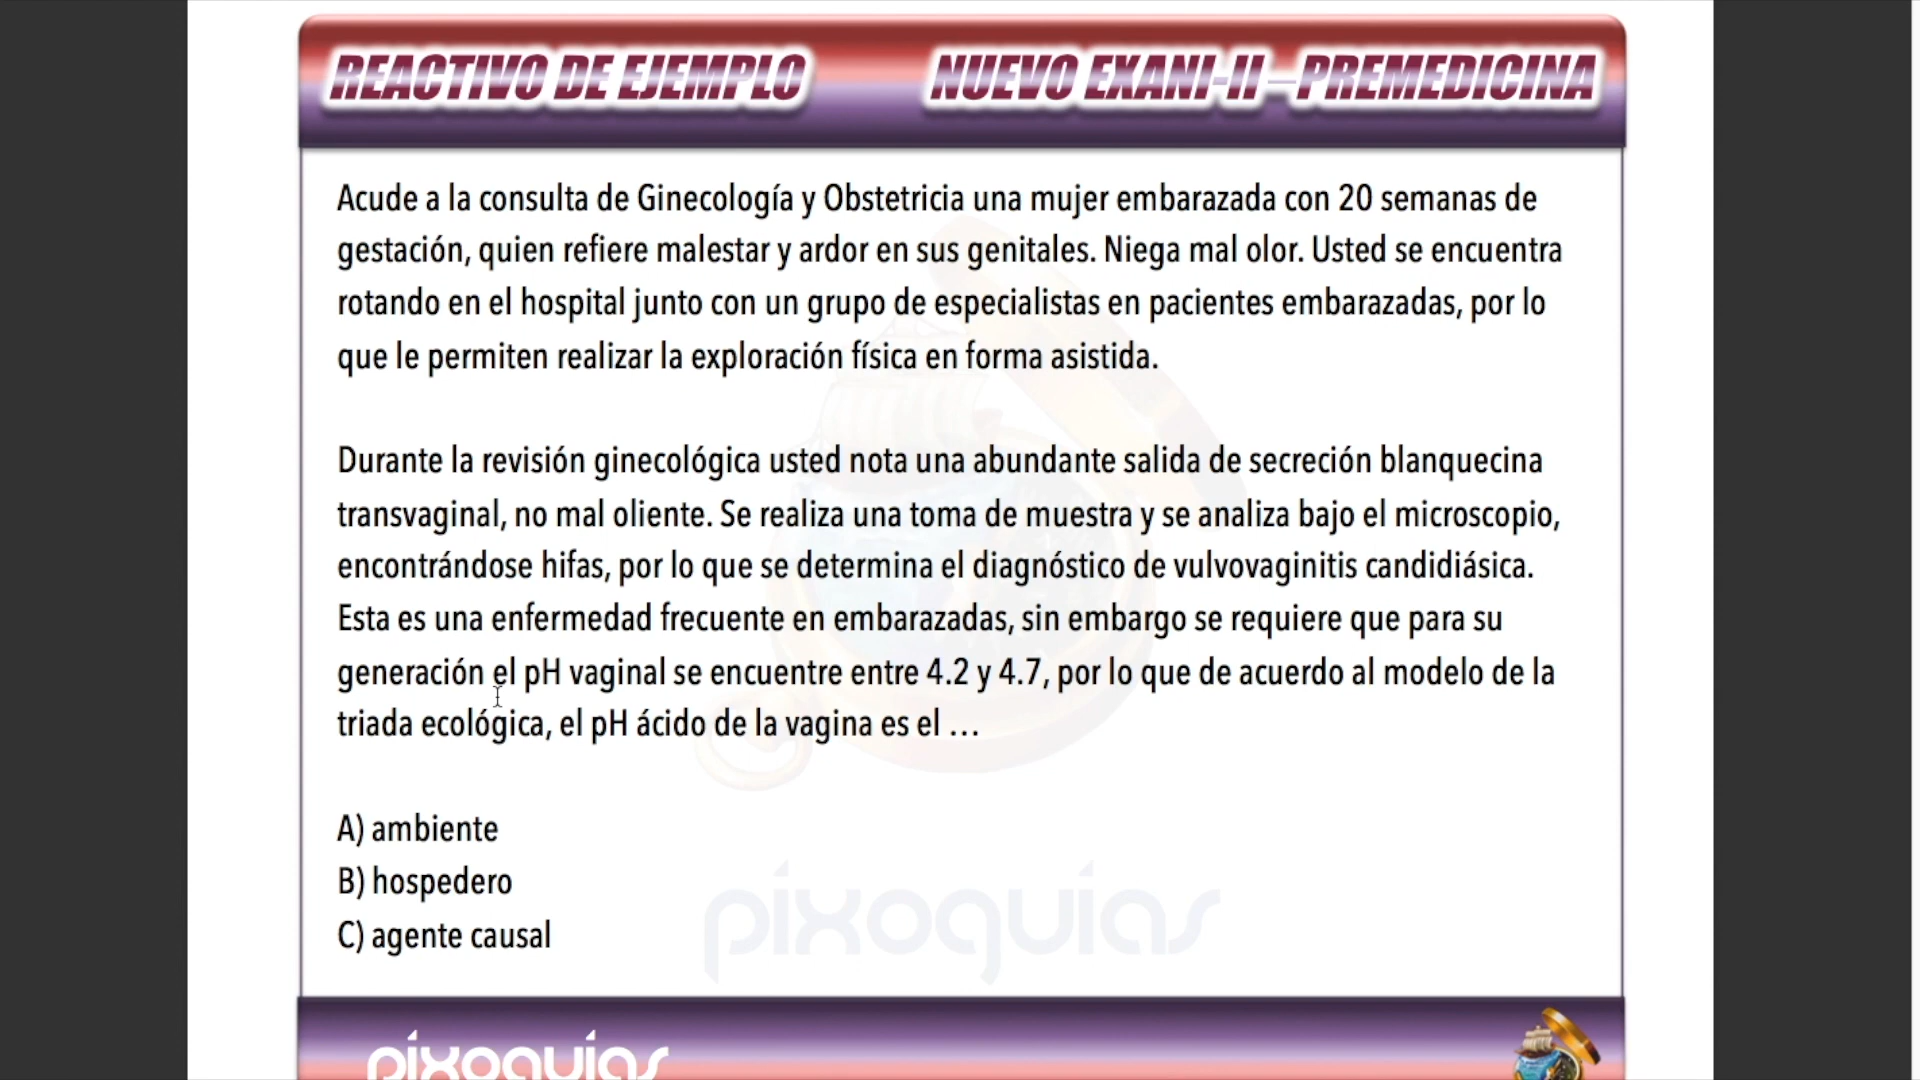 REACTIVO DE EJEMPLO NUEVO EXANI-II – PREMEDICINA
Acude a la consulta de Ginecología y Obstetricia una mujer embarazada con 20 semanas de
gestación, quien refiere malestar y ardor en sus genitales. Niega mal olor. Usted se encuentra
rotando en el hospital junto con un grupo de especialistas en pacientes embarazadas, por lo
que le permiten realizar la exploración física en forma asistida.
Durante la revisión ginecológica usted nota una abundante salida de secreción blanquecina
transvaginal, no mal oliente. Se realiza una toma de muestra y se analiza bajo el microscopio,
encontrándose hifas, por lo que se determina el diagnóstico de vulvovaginitis candidiásica.
Esta es una enfermedad frecuente en embarazadas, sin embargo se requiere que para su
generación el pH vaginal se encuentre entre 4.2 y 4.7, por lo que de acuerdo al modelo de la
triada ecológica, el pH ácido de la vagina es el …
A) ambiente
B) hospedero
C) agente causal
pixoguias
pixoguias